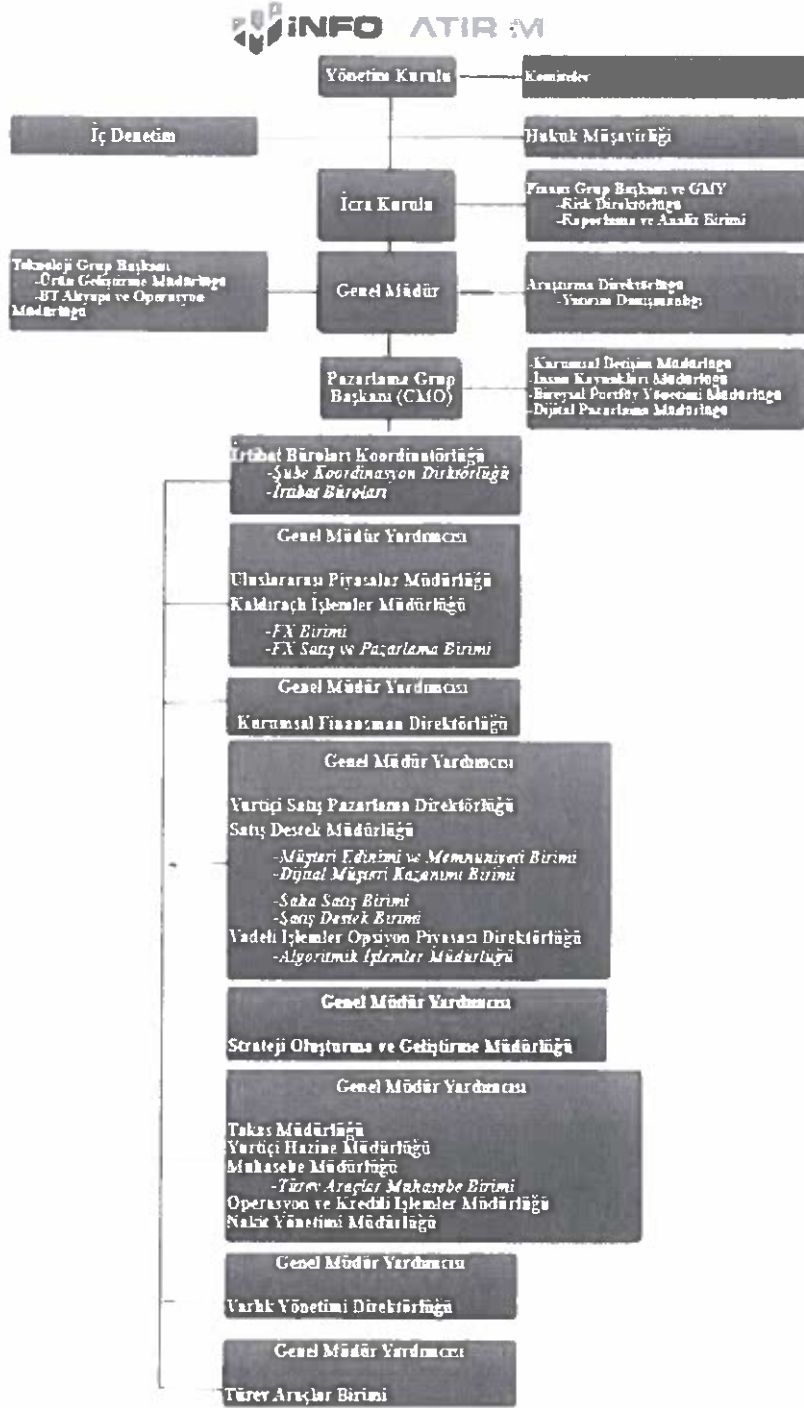 İNFO YATIRIM
Yönetim Kurulu
Komiteler
İç Denetim
Hukuk Müşavirliği
İcra Kurulu
Finans Grup Başkanı ve GMY
-Risk Direktörlüğü
-Raporlama ve Analiz Birimi
Teknoloji Grup Başkanı
-Ürün Geliştirme Müdürlüğü
-BT Altyapı ve Operasyon
Müdürlüğü
Genel Müdür
Araştırma Direktörlüğü
-Yatırım Danışmanlığı
Pazarlama Grup
Başkanı (CMO)
-Kurumsal İletişim Müdürlüğü
-İnsan Kaynakları Müdürlüğü
-Bireysel Portföy Yönetimi Müdürlüğü
-Dijital Pazarlama Müdürlüğü
İrtibat Büroları Koordinatörlüğü
-Şube Koordinasyon Dirktörlüğü
-İrtibat Büroları
Genel Müdür Yardımcısı
Uluslararası Piyasalar Müdürlüğü
Kaldıraçlı İşlemler Müdürlüğü
-FX Birimi
-FX Satış ve Pazarlama Birimi
Genel Müdür Yardımcısı
Kurumsal Finansman Direktörlüğü
Genel Müdür Yardımcısı
Yurtiçi Satış Pazarlama Direktörlüğü
Satış Destek Müdürlüğü
-Müşteri Edinimi ve Memnuniyeti Birimi
-Dijital Müşteri Kazanımı Birimi
-Saha Satış Birimi
-Satış Destek Birimi
Vadeli İşlemler Opsiyon Piyasası Direktörlüğü
-Algoritmik İşlemler Müdürlüğü
Genel Müdür Yardımcısı
Strateji Oluşturma ve Geliştirme Müdürlüğü
Genel Müdür Yardımcısı
Takas Müdürlüğü
Yurtiçi Hazine Müdürlüğü
Muhasebe Müdürlüğü
-Türev Araçlar Muhasebe Birimi
Operasyon ve Kredili İşlemler Müdürlüğü
Nakit Yönetimi Müdürlüğü
Genel Müdür Yardımcısı
Varlık Yönetimi Direktörlüğü
Genel Müdür Yardımcısı
Türev Araçlar Birimi